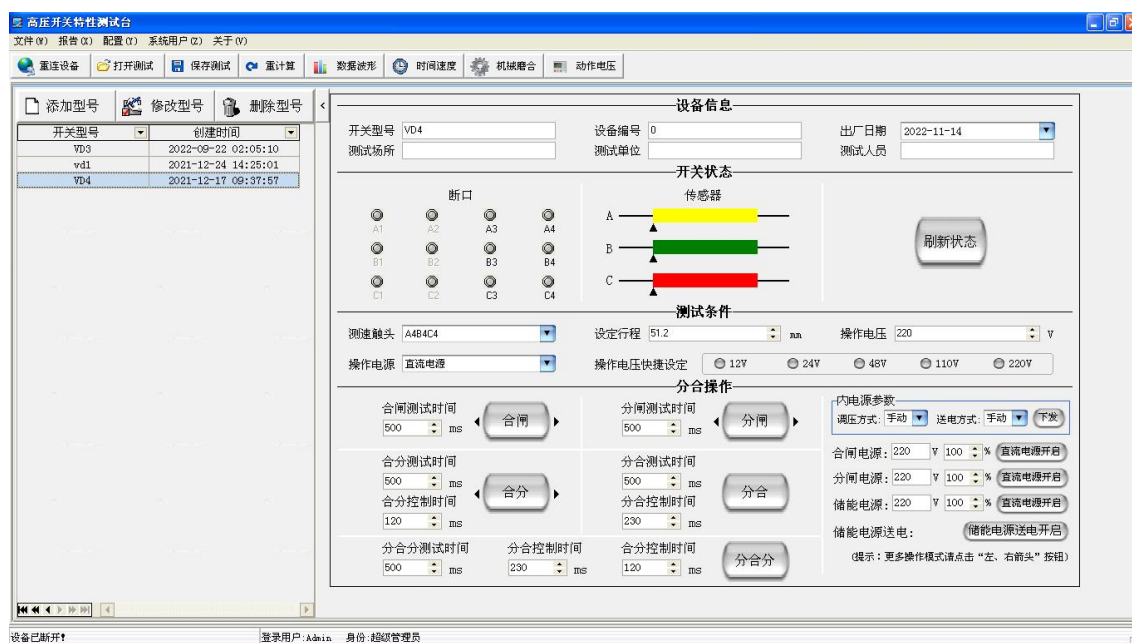 高压开关特性测试台
文件(W) 报告(X) 配置(Y) 系统用户(Z) 关于(V)
重连设备 打开测试 保存测试 重计算 数据波形 时间速度 机械磨合 动作电压
添加型号 修改型号 删除型号
开关型号 创建时间
VD3 2022-09-22 02:05:10
vd1 2021-12-24 14:25:01
VD4 2021-12-17 09:37:57
设备信息
开关型号 VD4 设备编号 0 出厂日期 2022-11-14
测试场所 测试单位 测试人员
开关状态
断口 传感器
A1 A2 A3 A4 A
B1 B2 B3 B4 B
C1 C2 C3 C4 C
刷新状态
测试条件
测速触头 A4B4C4 设定行程 51.2 mm 操作电压 220 V
操作电源 直流电源 操作电压快捷设定 12V 24V 48V 110V 220V
分合操作
合闸测试时间
500 ms
合闸
分闸测试时间
500 ms
分闸
合分测试时间
500 ms
合分控制时间
120 ms
合分
分合测试时间
500 ms
分合控制时间
230 ms
分合
分合分测试时间 分合控制时间 合分控制时间
500 ms 230 ms 120 ms
分合分
内电源参数
调压方式: 手动 送电方式: 手动 下发
合闸电源: 220 V 100 % 直流电源开启
分闸电源: 220 V 100 % 直流电源开启
储能电源: 220 V 100 % 直流电源开启
储能电源送电: 储能电源送电开启
(提示：更多操作模式请点击“左、右箭头”按钮)
设备已断开! 登录用户:Admin 身份:超级管理员